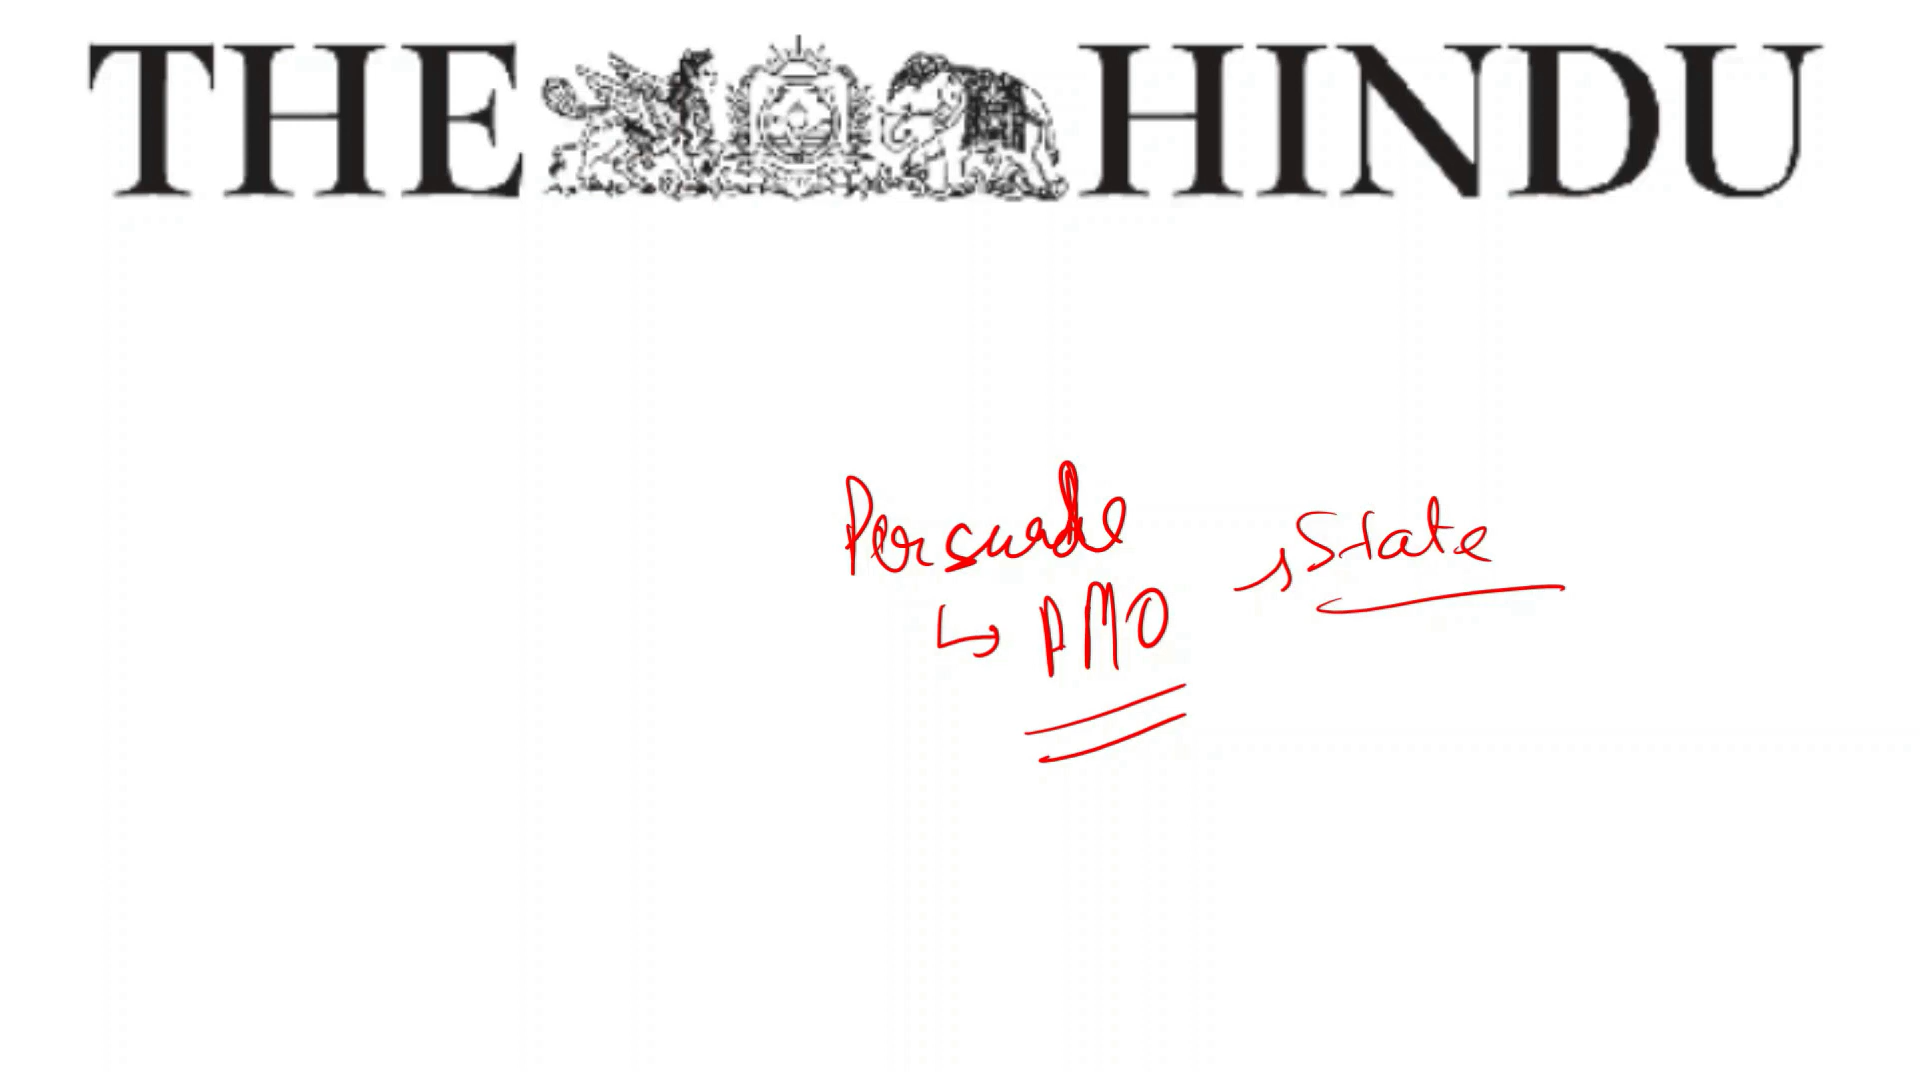 THE HINDU
Persuade
↳ PMO → State